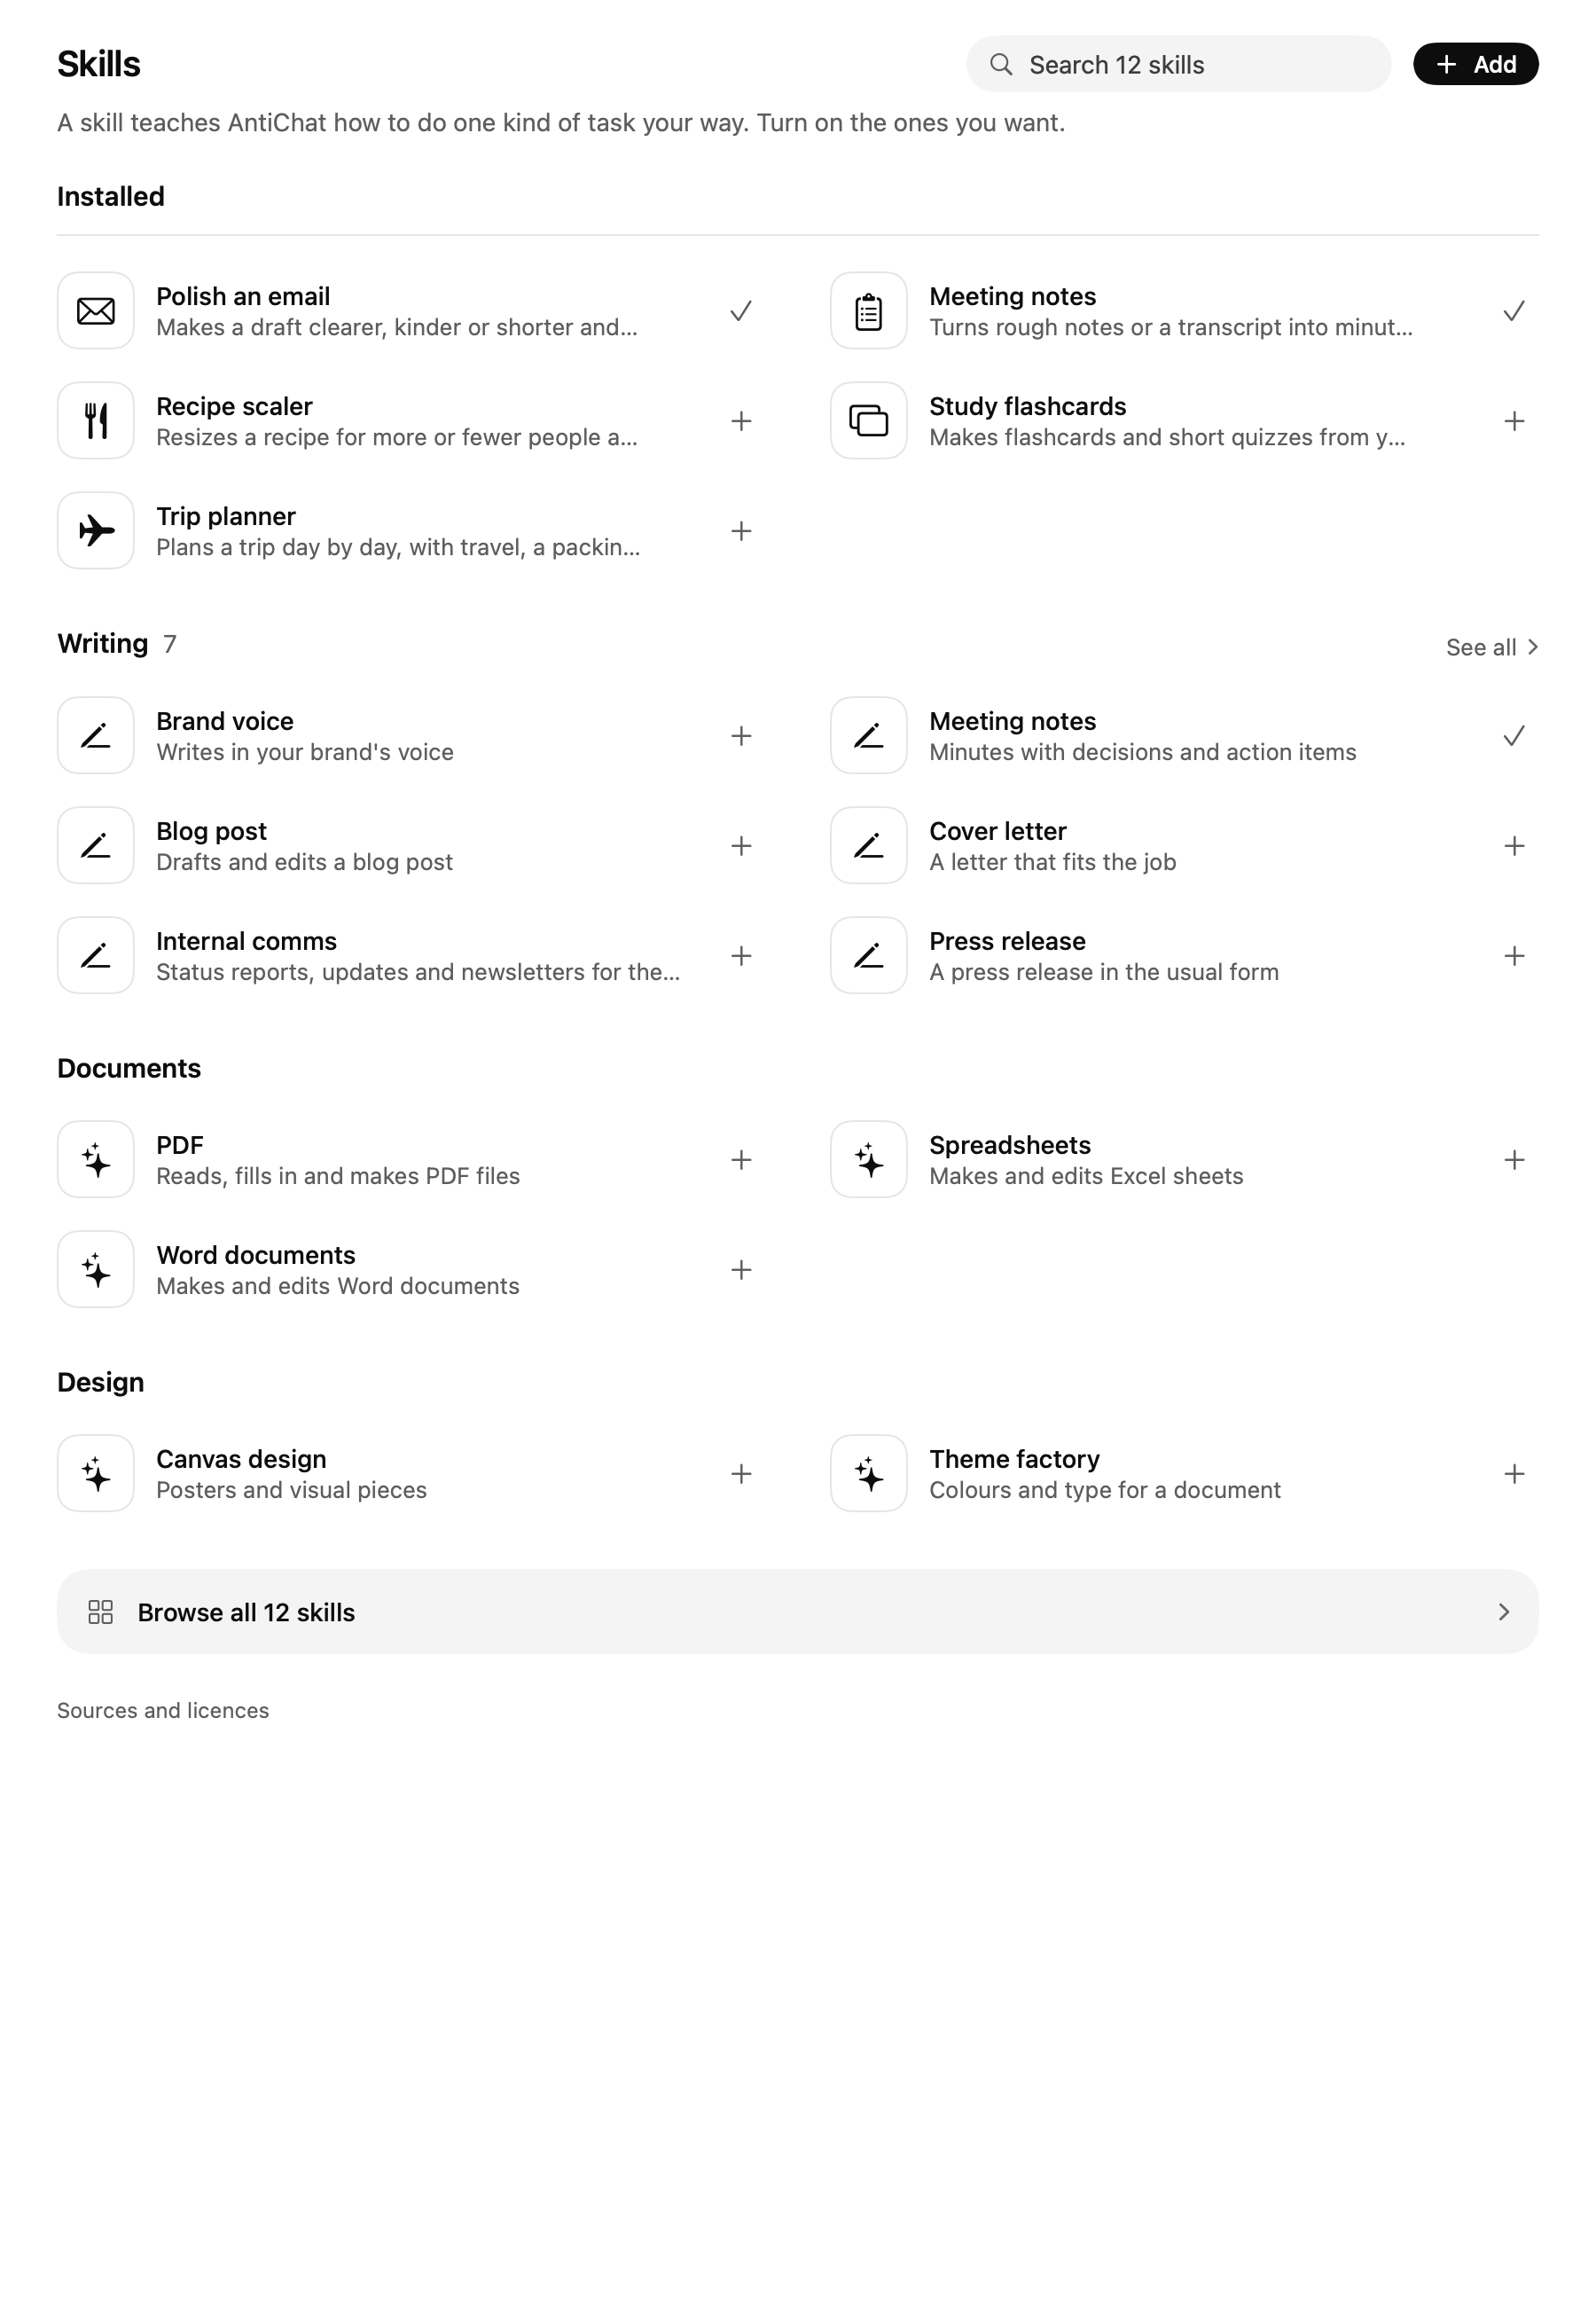 Skills
Search 12 skills
Add
A skill teaches AntiChat how to do one kind of task your way. Turn on the ones you want.
Installed
Polish an email
Makes a draft clearer, kinder or shorter and...
Meeting notes
Turns rough notes or a transcript into minut...
Recipe scaler
Resizes a recipe for more or fewer people a...
Study flashcards
Makes flashcards and short quizzes from y...
Trip planner
Plans a trip day by day, with travel, a packin...
Writing 7
See all
Brand voice
Writes in your brand's voice
Meeting notes
Minutes with decisions and action items
Blog post
Drafts and edits a blog post
Cover letter
A letter that fits the job
Internal comms
Status reports, updates and newsletters for the...
Press release
A press release in the usual form
Documents
PDF
Reads, fills in and makes PDF files
Spreadsheets
Makes and edits Excel sheets
Word documents
Makes and edits Word documents
Design
Canvas design
Posters and visual pieces
Theme factory
Colours and type for a document
Browse all 12 skills
Sources and licences